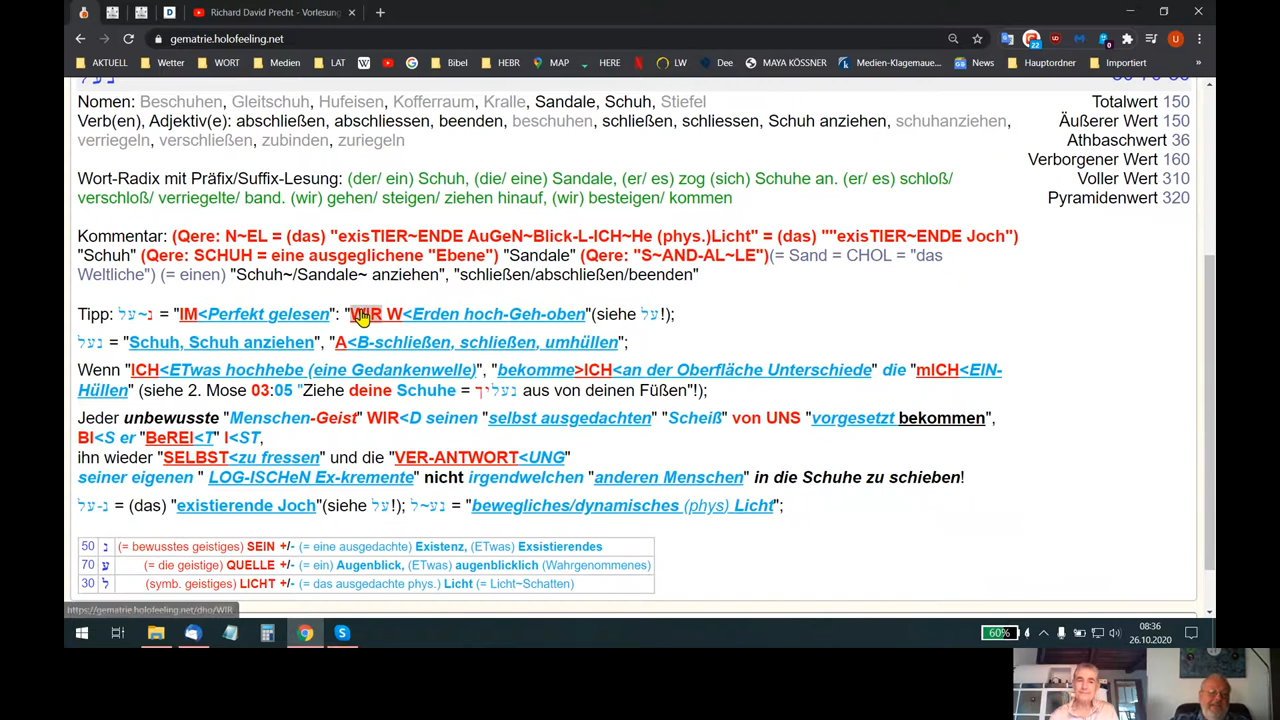 Richard David Precht - Vorlesung
gematrie.holofeeling.net
22
0
U
AKTUELL Wetter WORT Medien LAT Bibel HEBR MAP HERE LW Dee MAYA KÖSSNER Medien-Klagemaue... News Hauptordner Importiert
נעל
50-70-30
Nomen: Beschuhen, Gleitschuh, Hufeisen, Kofferraum, Kralle, Sandale, Schuh, Stiefel
Totalwert 150
Verb(en), Adjektiv(e): abschließen, abschliessen, beenden, beschuhen, schließen, schliessen, Schuh anziehen, schuhanziehen,
Äußerer Wert 150
verriegeln, verschließen, zubinden, zuriegeln
Athbaschwert 36
Verborgener Wert 160
Wort-Radix mit Präfix/Suffix-Lesung: (der/ ein) Schuh, (die/ eine) Sandale, (er/ es) zog (sich) Schuhe an. (er/ es) schloß/
Voller Wert 310
verschloß/ verriegelte/ band. (wir) gehen/ steigen/ ziehen hinauf, (wir) besteigen/ kommen
Pyramidenwert 320
Kommentar: (Qere: N~EL = (das) "exisTIER~ENDE AuGeN~Blick-L-ICH~He (phys.)Licht" = (das) ""exisTIER~ENDE Joch")
"Schuh" (Qere: SCHUH = eine ausgeglichene "Ebene") "Sandale" (Qere: "S~AND-AL~LE")(= Sand = CHOL = "das
Weltliche") (= einen) "Schuh~/Sandale~ anziehen", "schließen/abschließen/beenden"
Tipp: נ~על = "IM<Perfekt gelesen": "WIR W<Erden hoch-Geh-oben"(siehe על!);
נעל = "Schuh, Schuh anziehen", "A<B-schließen, schließen, umhüllen";
Wenn "ICH<ETwas hochhebe (eine Gedankenwelle)", "bekomme>ICH<an der Oberfläche Unterschiede" die "mICH<EIN-
Hüllen" (siehe 2. Mose 03:05 "Ziehe deine Schuhe = נעליך aus von deinen Füßen"!);
Jeder unbewusste "Menschen-Geist" WIR<D seinen "selbst ausgedachten" "Scheiß" von UNS "vorgesetzt bekommen",
BI<S er "BeREI<T" I<ST,
ihn wieder "SELBST<zu fressen" und die "VER-ANTWORT<UNG"
seiner eigenen " LOG-ISCHeN Ex-kremente" nicht irgendwelchen "anderen Menschen" in die Schuhe zu schieben!
נ-על = (das) "existierende Joch"(siehe על!); נע~ל = "bewegliches/dynamisches (phys) Licht";
50 נ (= bewusstes geistiges) SEIN +/- (= eine ausgedachte) Existenz, (ETwas) Exsistierendes
70 ע (= die geistige) QUELLE +/- (= ein) Augenblick, (ETwas) augenblicklich (Wahrgenommenes)
30 ל (symb. geistiges) LICHT +/- (= das ausgedachte phys.) Licht (= Licht~Schatten)
https://gematrie.holofeeling.net/dho/WIR
60%
08:36
26.10.2020